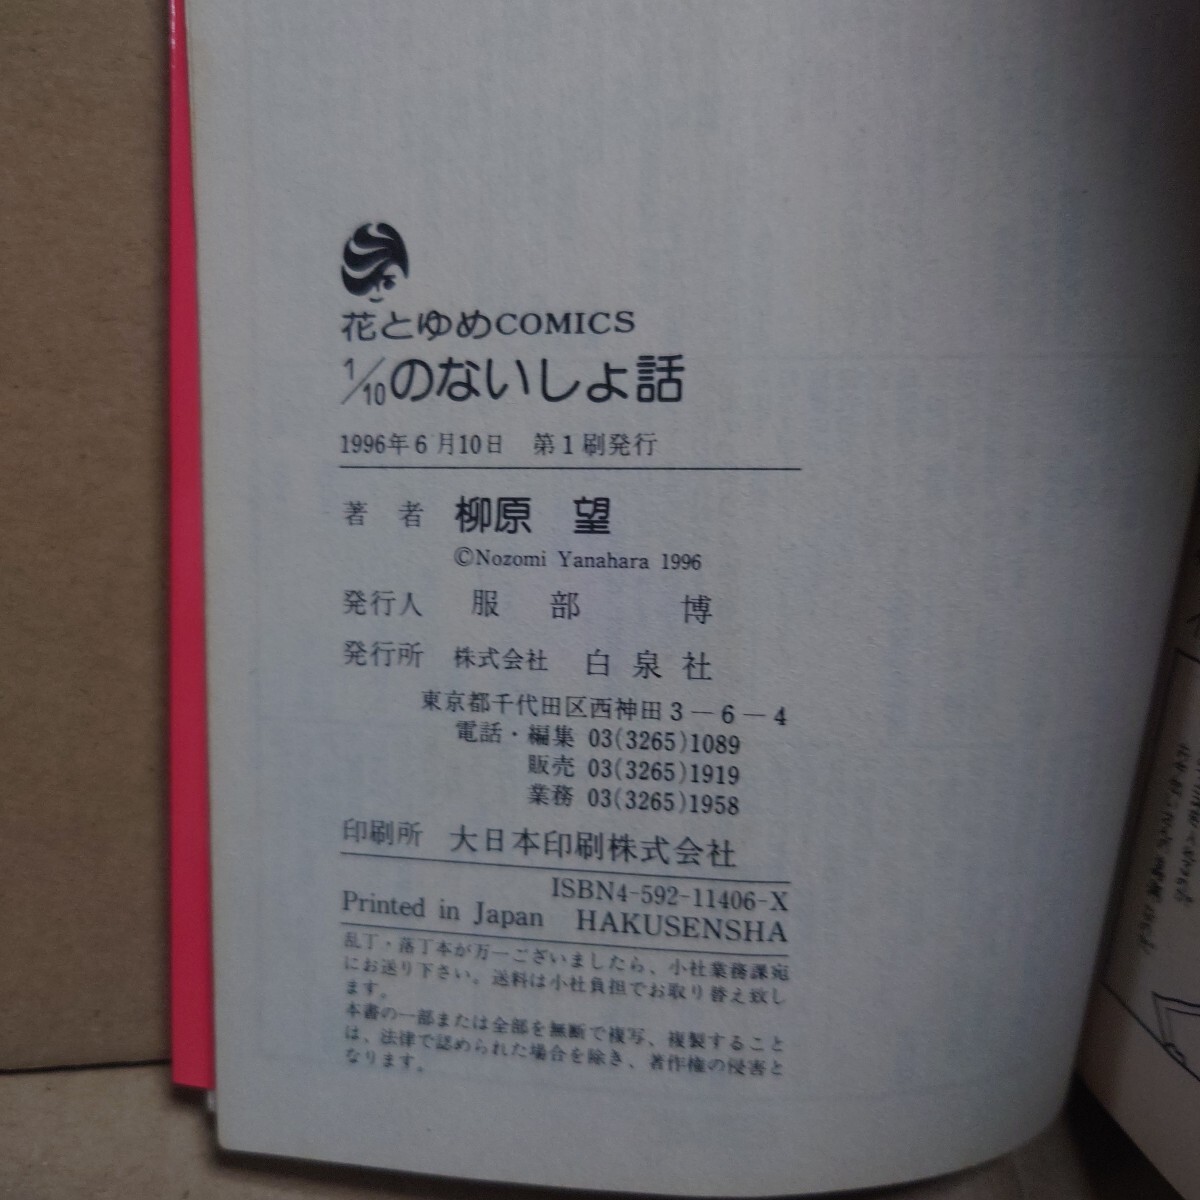 花とゆめCOMICS
1/10のないしょ話
1996年6月10日 第1刷発行
著者 柳原 望
©Nozomi Yanahara 1996
発行人 服部 博
発行所 株式会社 白泉社
東京都千代田区西神田3-6-4
電話・編集 03(3265)1089
販売 03(3265)1919
業務 03(3265)1958
印刷所 大日本印刷株式会社
ISBN4-592-11406-X
Printed in Japan HAKUSENSHA
乱丁・落丁本が万一ございましたら、小社業務課宛
にお送り下さい。送料は小社負担でお取り替え致し
ます。
本書の一部または全部を無断で複写、複製すること
は、法律で認められた場合を除き、著作権の侵害と
なります。